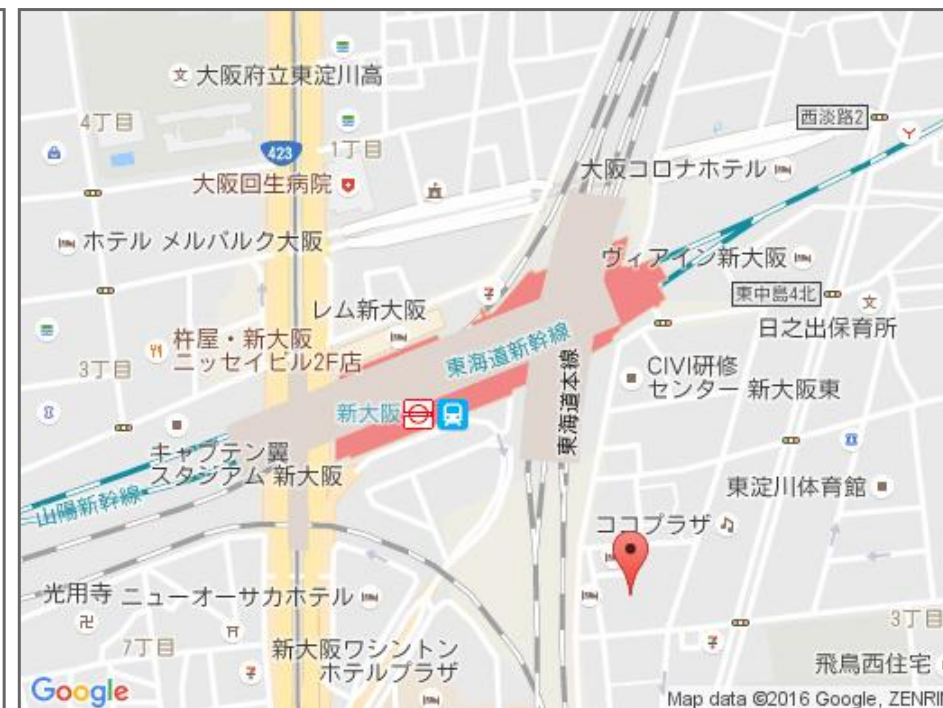 大阪府立東淀川高
4丁目
423
1丁目
西淡路2
大阪回生病院
大阪コロナホテル
ホテル メルパルク大阪
ヴィアイン新大阪
東中島4北
レム新大阪
日之出保育所
杵屋・新大阪
ニッセイビル2F店
東海道新幹線
3丁目
CIVI研修
センター 新大阪東
東海道本線
新大阪
キャプテン翼
スタジアム 新大阪
東淀川体育館
山陽新幹線
ココプラザ
光用寺
ニューオーサカホテル
3丁目
7丁目
新大阪ワシントン
ホテルプラザ
飛鳥西住宅
Google
Map data ©2016 Google, ZENRIN